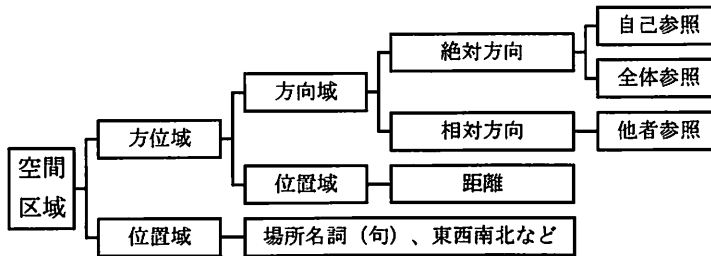 自己参照
絶対方向
全体参照
方向域
方位域
相対方向
他者参照
空間
区域
位置域
距離
位置域
場所名詞（句）、東西南北など